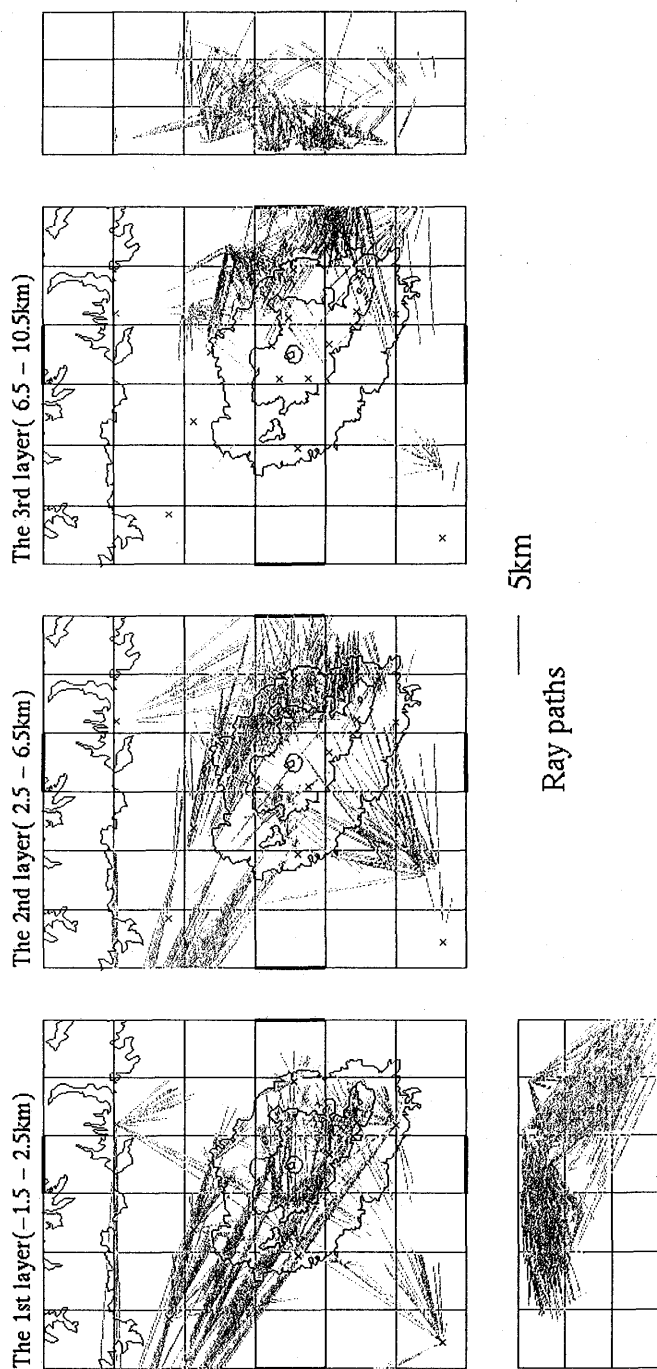 The 1st layer(−1.5 − 2.5km)
The 2nd layer( 2.5 − 6.5km)
The 3rd layer( 6.5 − 10.5km)
5km
Ray paths